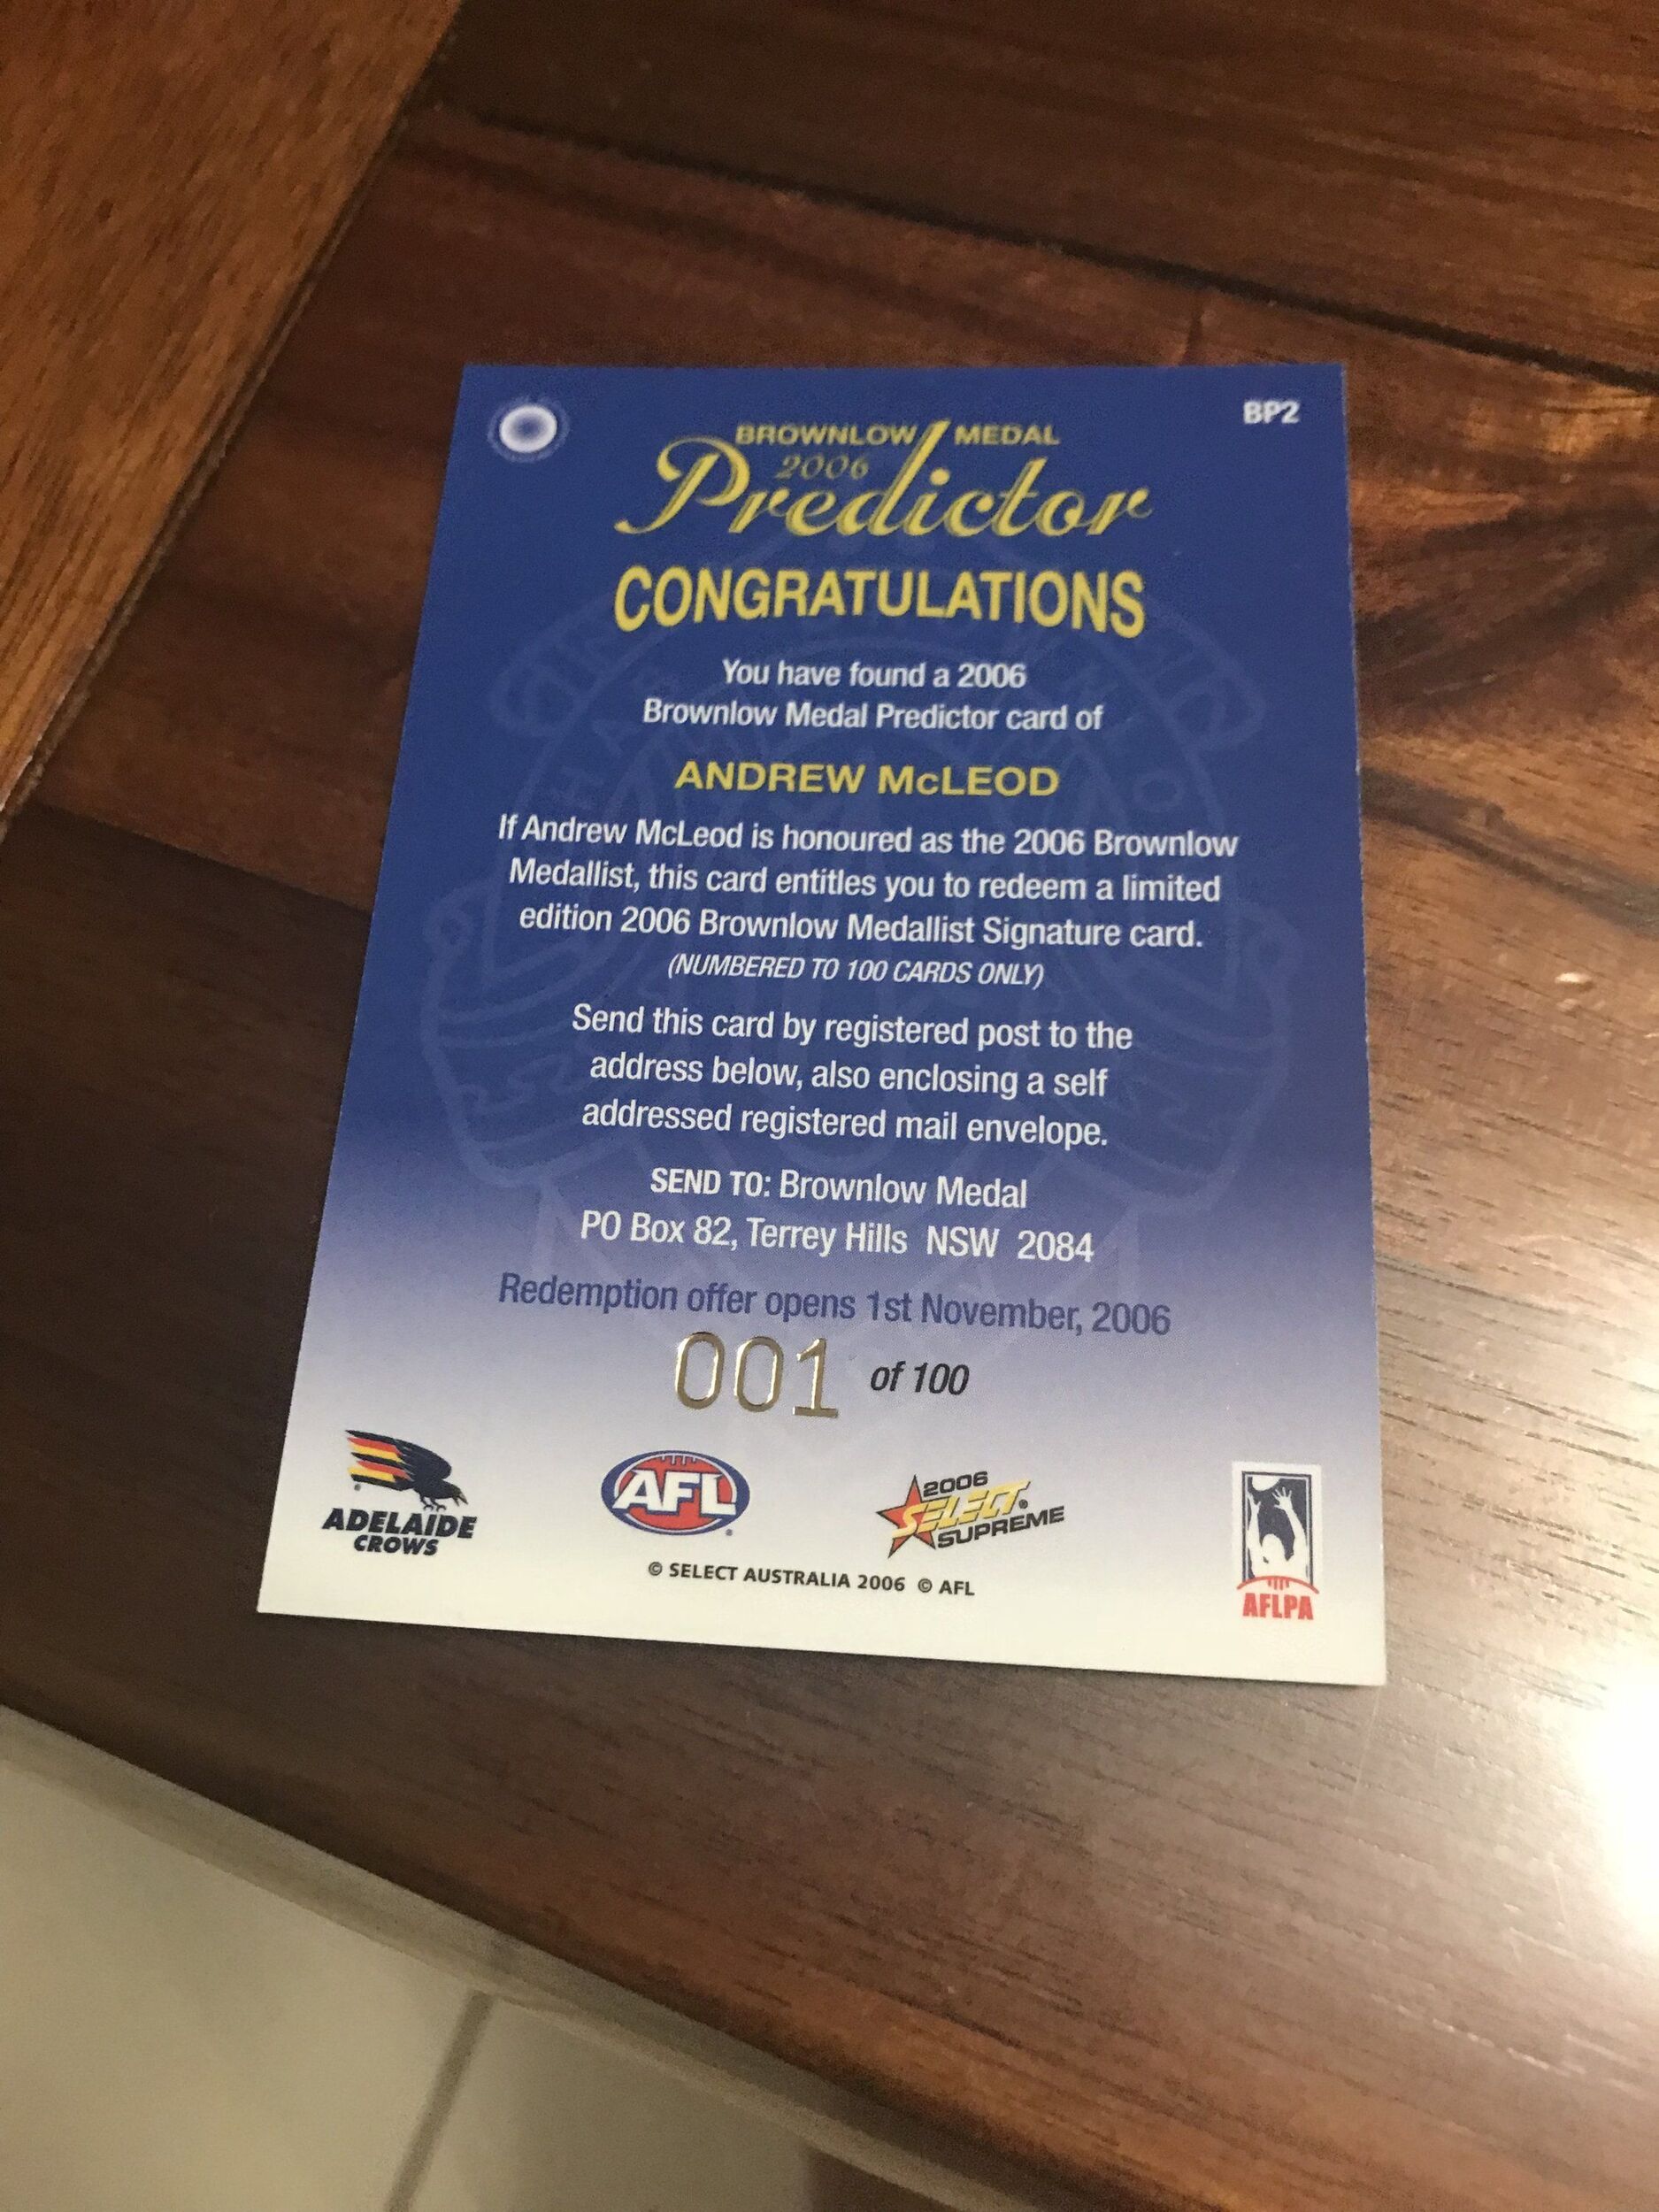 BP2
BROWNLOW MEDAL
2006
Predictor
CONGRATULATIONS
You have found a 2006
Brownlow Medal Predictor card of
ANDREW McLEOD
If Andrew McLeod is honoured as the 2006 Brownlow
Medallist, this card entitles you to redeem a limited
edition 2006 Brownlow Medallist Signature card.
(NUMBERED TO 100 CARDS ONLY)
Send this card by registered post to the
address below, also enclosing a self
addressed registered mail envelope.
SEND TO: Brownlow Medal
PO Box 82, Terrey Hills NSW 2084
Redemption offer opens 1st November, 2006
001 of 100
ADELAIDE
CROWS
AFL
2006
SELECT
SUPREME
AFLPA
© SELECT AUSTRALIA 2006 © AFL